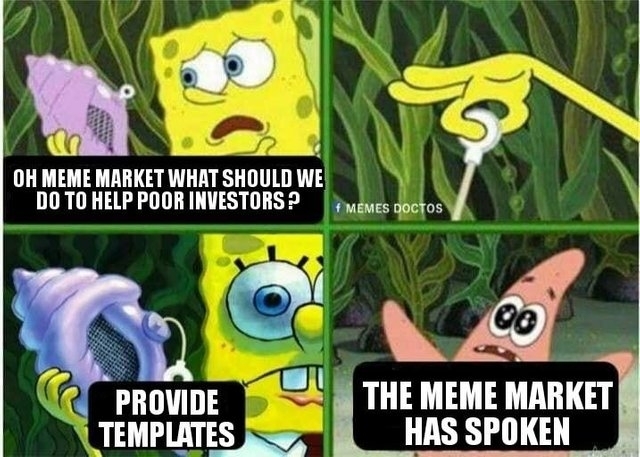 OH MEME MARKET WHAT SHOULD WE
DO TO HELP POOR INVESTORS ?
f MEMES DOCTOS
PROVIDE
TEMPLATES
THE MEME MARKET
HAS SPOKEN